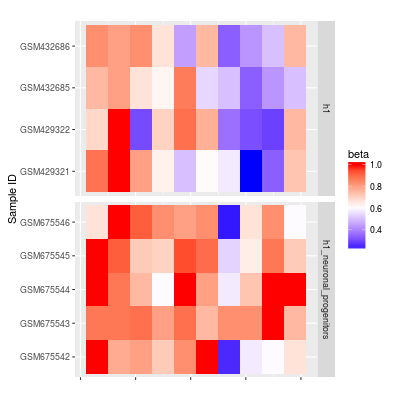 GSM432686
GSM432685
GSM429322
GSM429321
h1
GSM675546
GSM675545
GSM675544
GSM675543
GSM675542
h1_neuronal_progenitors
Sample ID
beta
1.0
0.8
0.6
0.4